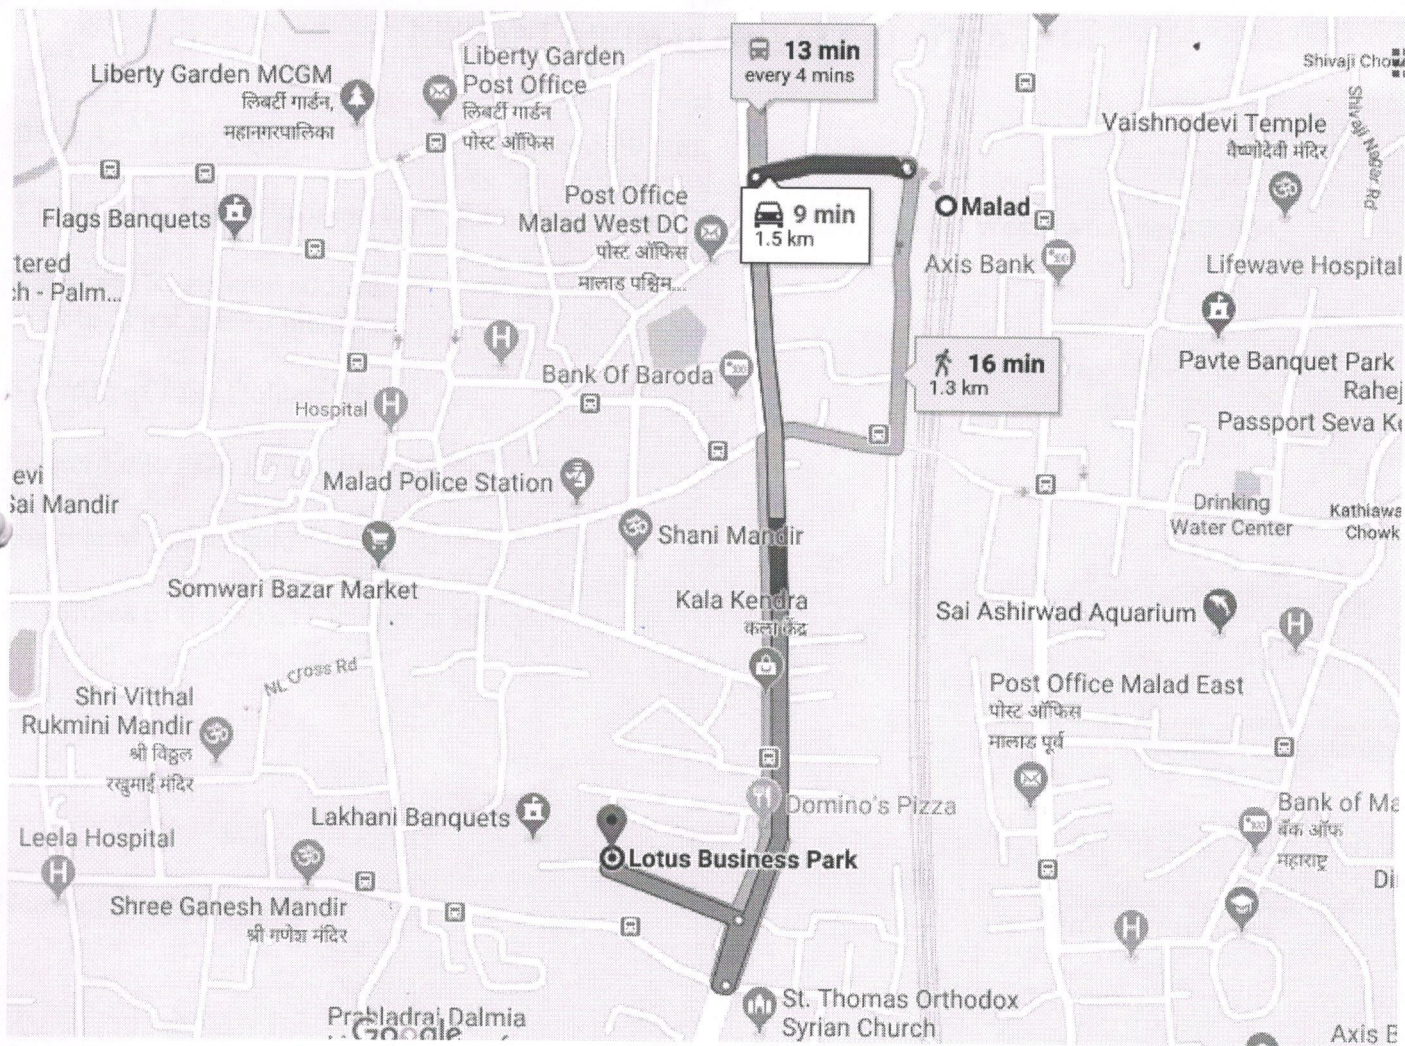 13 min
every 4 mins
Liberty Garden MCGM
लिबर्टी गार्डन,
महानगरपालिका
Liberty Garden
Post Office
लिबर्टी गार्डन
पोस्ट ऑफिस
Shivaji
Shivaji Nagar Rd
Vaishnodevi Temple
वैष्णोदेवी मंदिर
Flags Banquets
Post Office
Malad West DC
पोस्ट ऑफिस
मालाड पश्चिम...
9 min
1.5 km
Malad
Axis Bank
Lifewave Hospital
tered
ch - Palm...
Pavte Banquet Park
Rahej
Passport Seva Ke
16 min
1.3 km
Bank Of Baroda
Hospital
evi
Sai Mandir
Malad Police Station
Shani Mandir
Drinking
Water Center
Kathiawa
Chowk
Somwari Bazar Market
Kala Kendra
कला केंद्र
Sai Ashirwad Aquarium
NL Cross Rd
Shri Vitthal
Rukmini Mandir
श्री विठ्ठल
रखुमाई मंदिर
Post Office Malad East
पोस्ट ऑफिस
मालाड पूर्व
Lakhani Banquets
Domino's Pizza
Bank of Ma
बँक ऑफ
महाराष्ट्र
Leela Hospital
Lotus Business Park
Di
Shree Ganesh Mandir
श्री गणेश मंदिर
St. Thomas Orthodox
Syrian Church
Prahladrai Dalmia
Google
Axis B